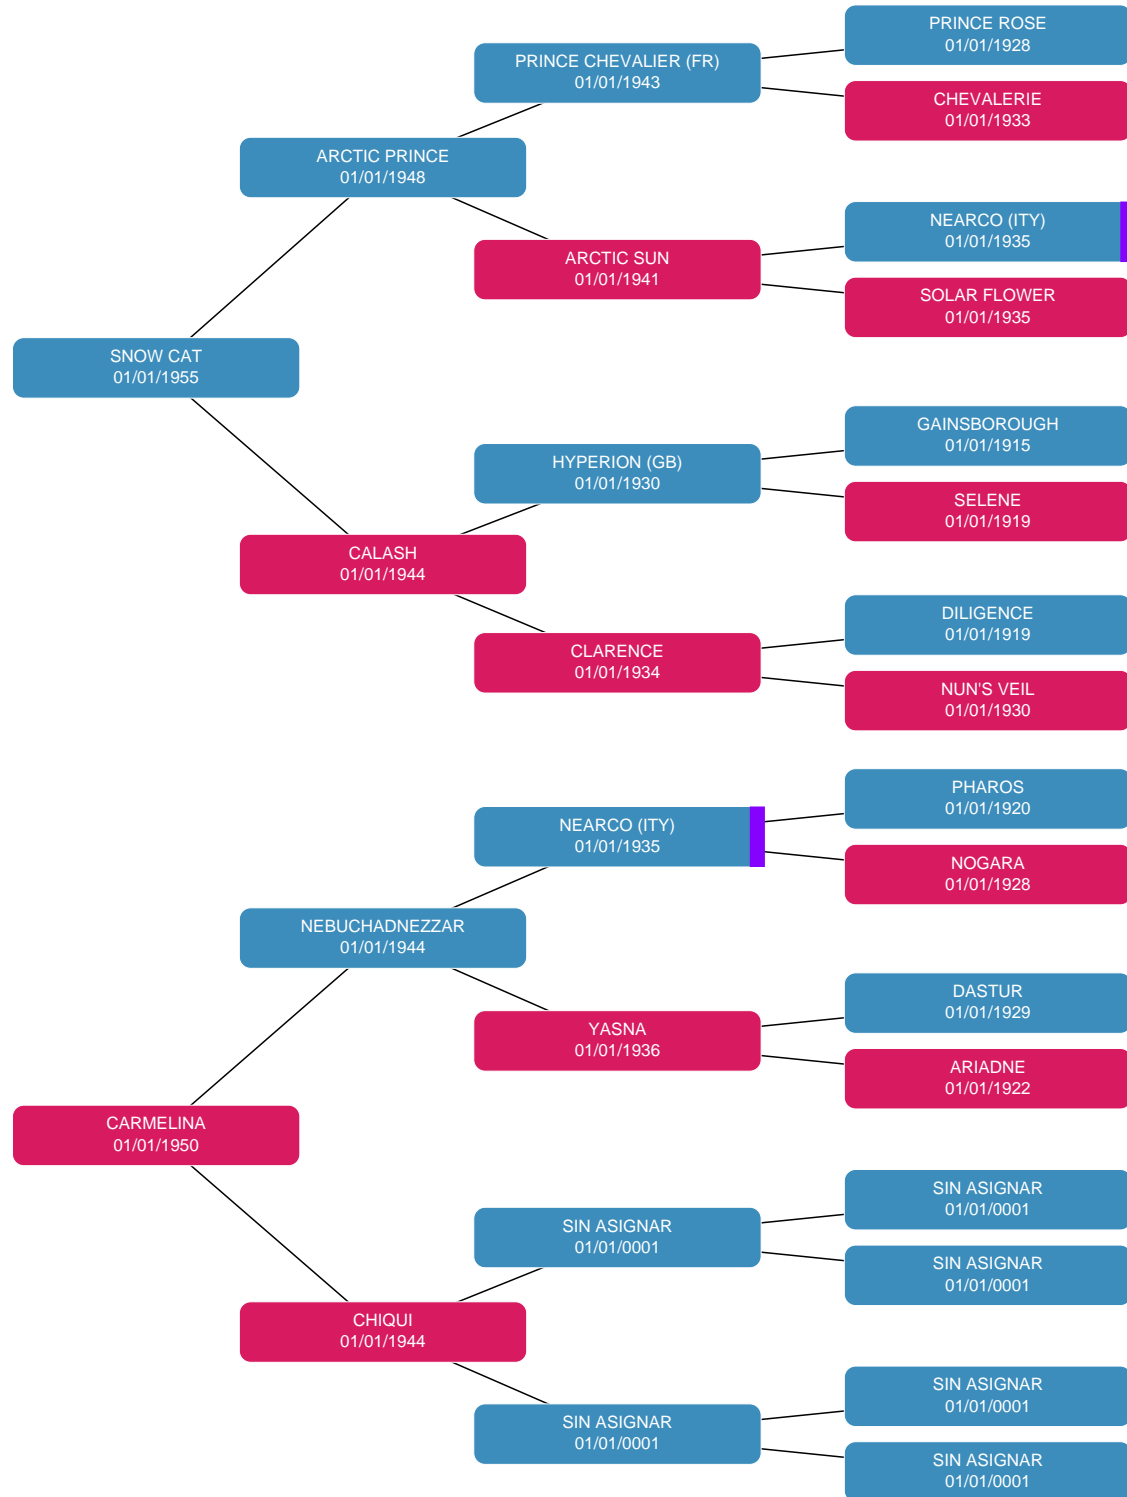 PRINCE ROSE
01/01/1928
PRINCE CHEVALIER (FR)
01/01/1943
CHEVALERIE
01/01/1933
ARCTIC PRINCE
01/01/1948
NEARCO (ITY)
01/01/1935
ARCTIC SUN
01/01/1941
SOLAR FLOWER
01/01/1935
SNOW CAT
01/01/1955
GAINSBOROUGH
01/01/1915
HYPERION (GB)
01/01/1930
SELENE
01/01/1919
CALASH
01/01/1944
DILIGENCE
01/01/1919
CLARENCE
01/01/1934
NUN'S VEIL
01/01/1930
PHAROS
01/01/1920
NEARCO (ITY)
01/01/1935
NOGARA
01/01/1928
NEBUCHADNEZZAR
01/01/1944
DASTUR
01/01/1929
YASNA
01/01/1936
ARIADNE
01/01/1922
CARMELINA
01/01/1950
SIN ASIGNAR
01/01/0001
SIN ASIGNAR
01/01/0001
SIN ASIGNAR
01/01/0001
CHIQUI
01/01/1944
SIN ASIGNAR
01/01/0001
SIN ASIGNAR
01/01/0001
SIN ASIGNAR
01/01/0001